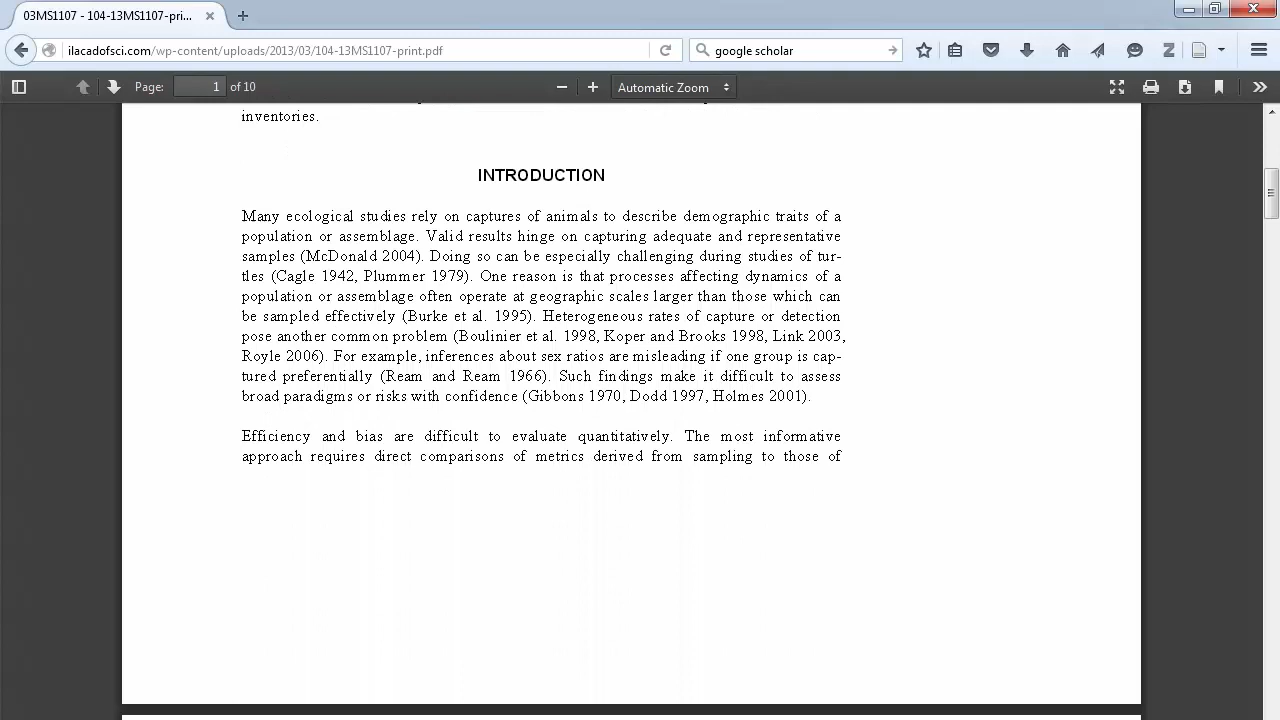 03MS1107 - 104-13MS1107-pri...
ilacadofsci.com/wp-content/uploads/2013/03/104-13MS1107-print.pdf
google scholar
Page: 1 of 10
Automatic Zoom
inventories.
INTRODUCTION
Many ecological studies rely on captures of animals to describe demographic traits of a
population or assemblage. Valid results hinge on capturing adequate and representative
samples (McDonald 2004). Doing so can be especially challenging during studies of tur-
tles (Cagle 1942, Plummer 1979). One reason is that processes affecting dynamics of a
population or assemblage often operate at geographic scales larger than those which can
be sampled effectively (Burke et al. 1995). Heterogeneous rates of capture or detection
pose another common problem (Boulinier et al. 1998, Koper and Brooks 1998, Link 2003,
Royle 2006). For example, inferences about sex ratios are misleading if one group is cap-
tured preferentially (Ream and Ream 1966). Such findings make it difficult to assess
broad paradigms or risks with confidence (Gibbons 1970, Dodd 1997, Holmes 2001).
Efficiency and bias are difficult to evaluate quantitatively. The most informative
approach requires direct comparisons of metrics derived from sampling to those of